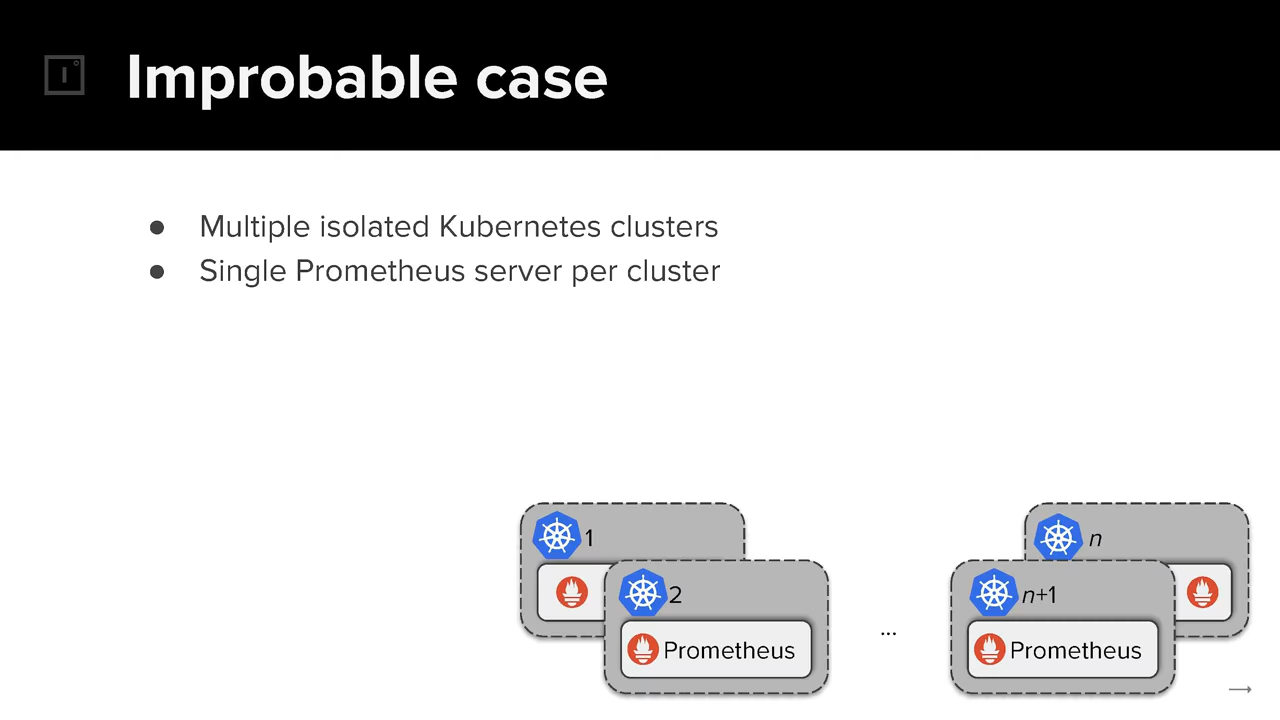 Improbable case
● Multiple isolated Kubernetes clusters
● Single Prometheus server per cluster
1
n
2
n+1
Prometheus
...
Prometheus